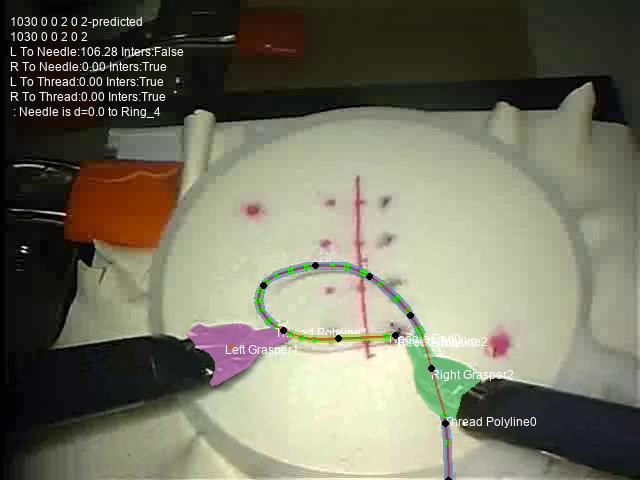 1030 0 0 2 0 2-predicted
1030 0 0 2 0 2
L To Needle:106.28 Inters:False
R To Needle:0.00 Inters:True
L To Thread:0.00 Inters:True
R To Thread:0.00 Inters:True
: Needle is d=0.0 to Ring_4
Thread Polyline
Left Grasper1
Right Grasper2
Thread Polyline0